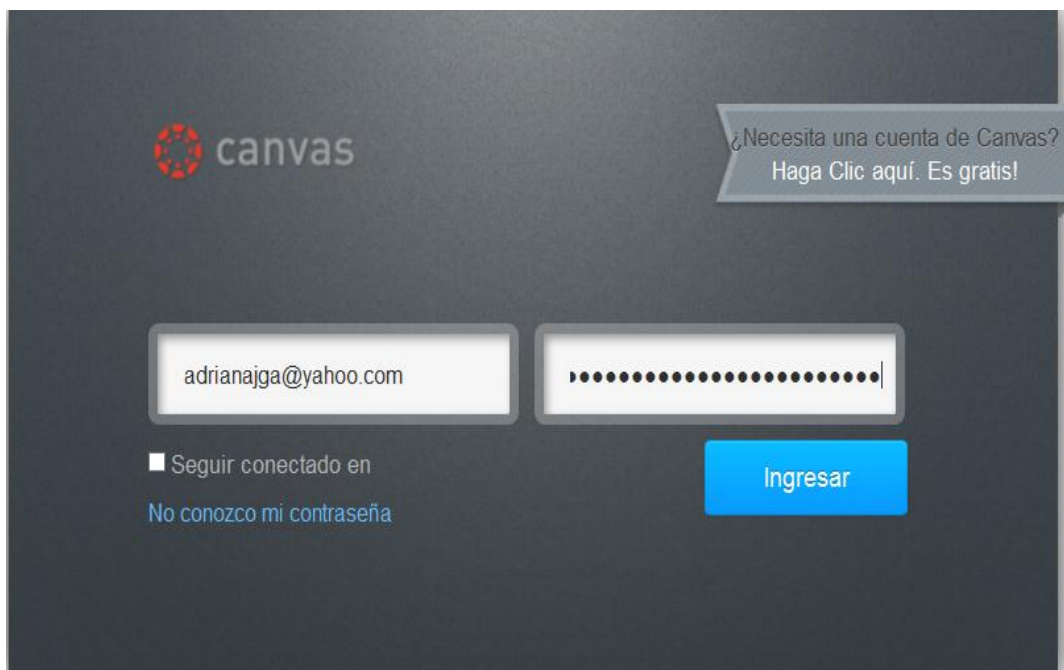 canvas
¿Necesita una cuenta de Canvas?
Haga Clic aquí. Es gratis!
adrianajga@yahoo.com
Seguir conectado en
Ingresar
No conozco mi contraseña